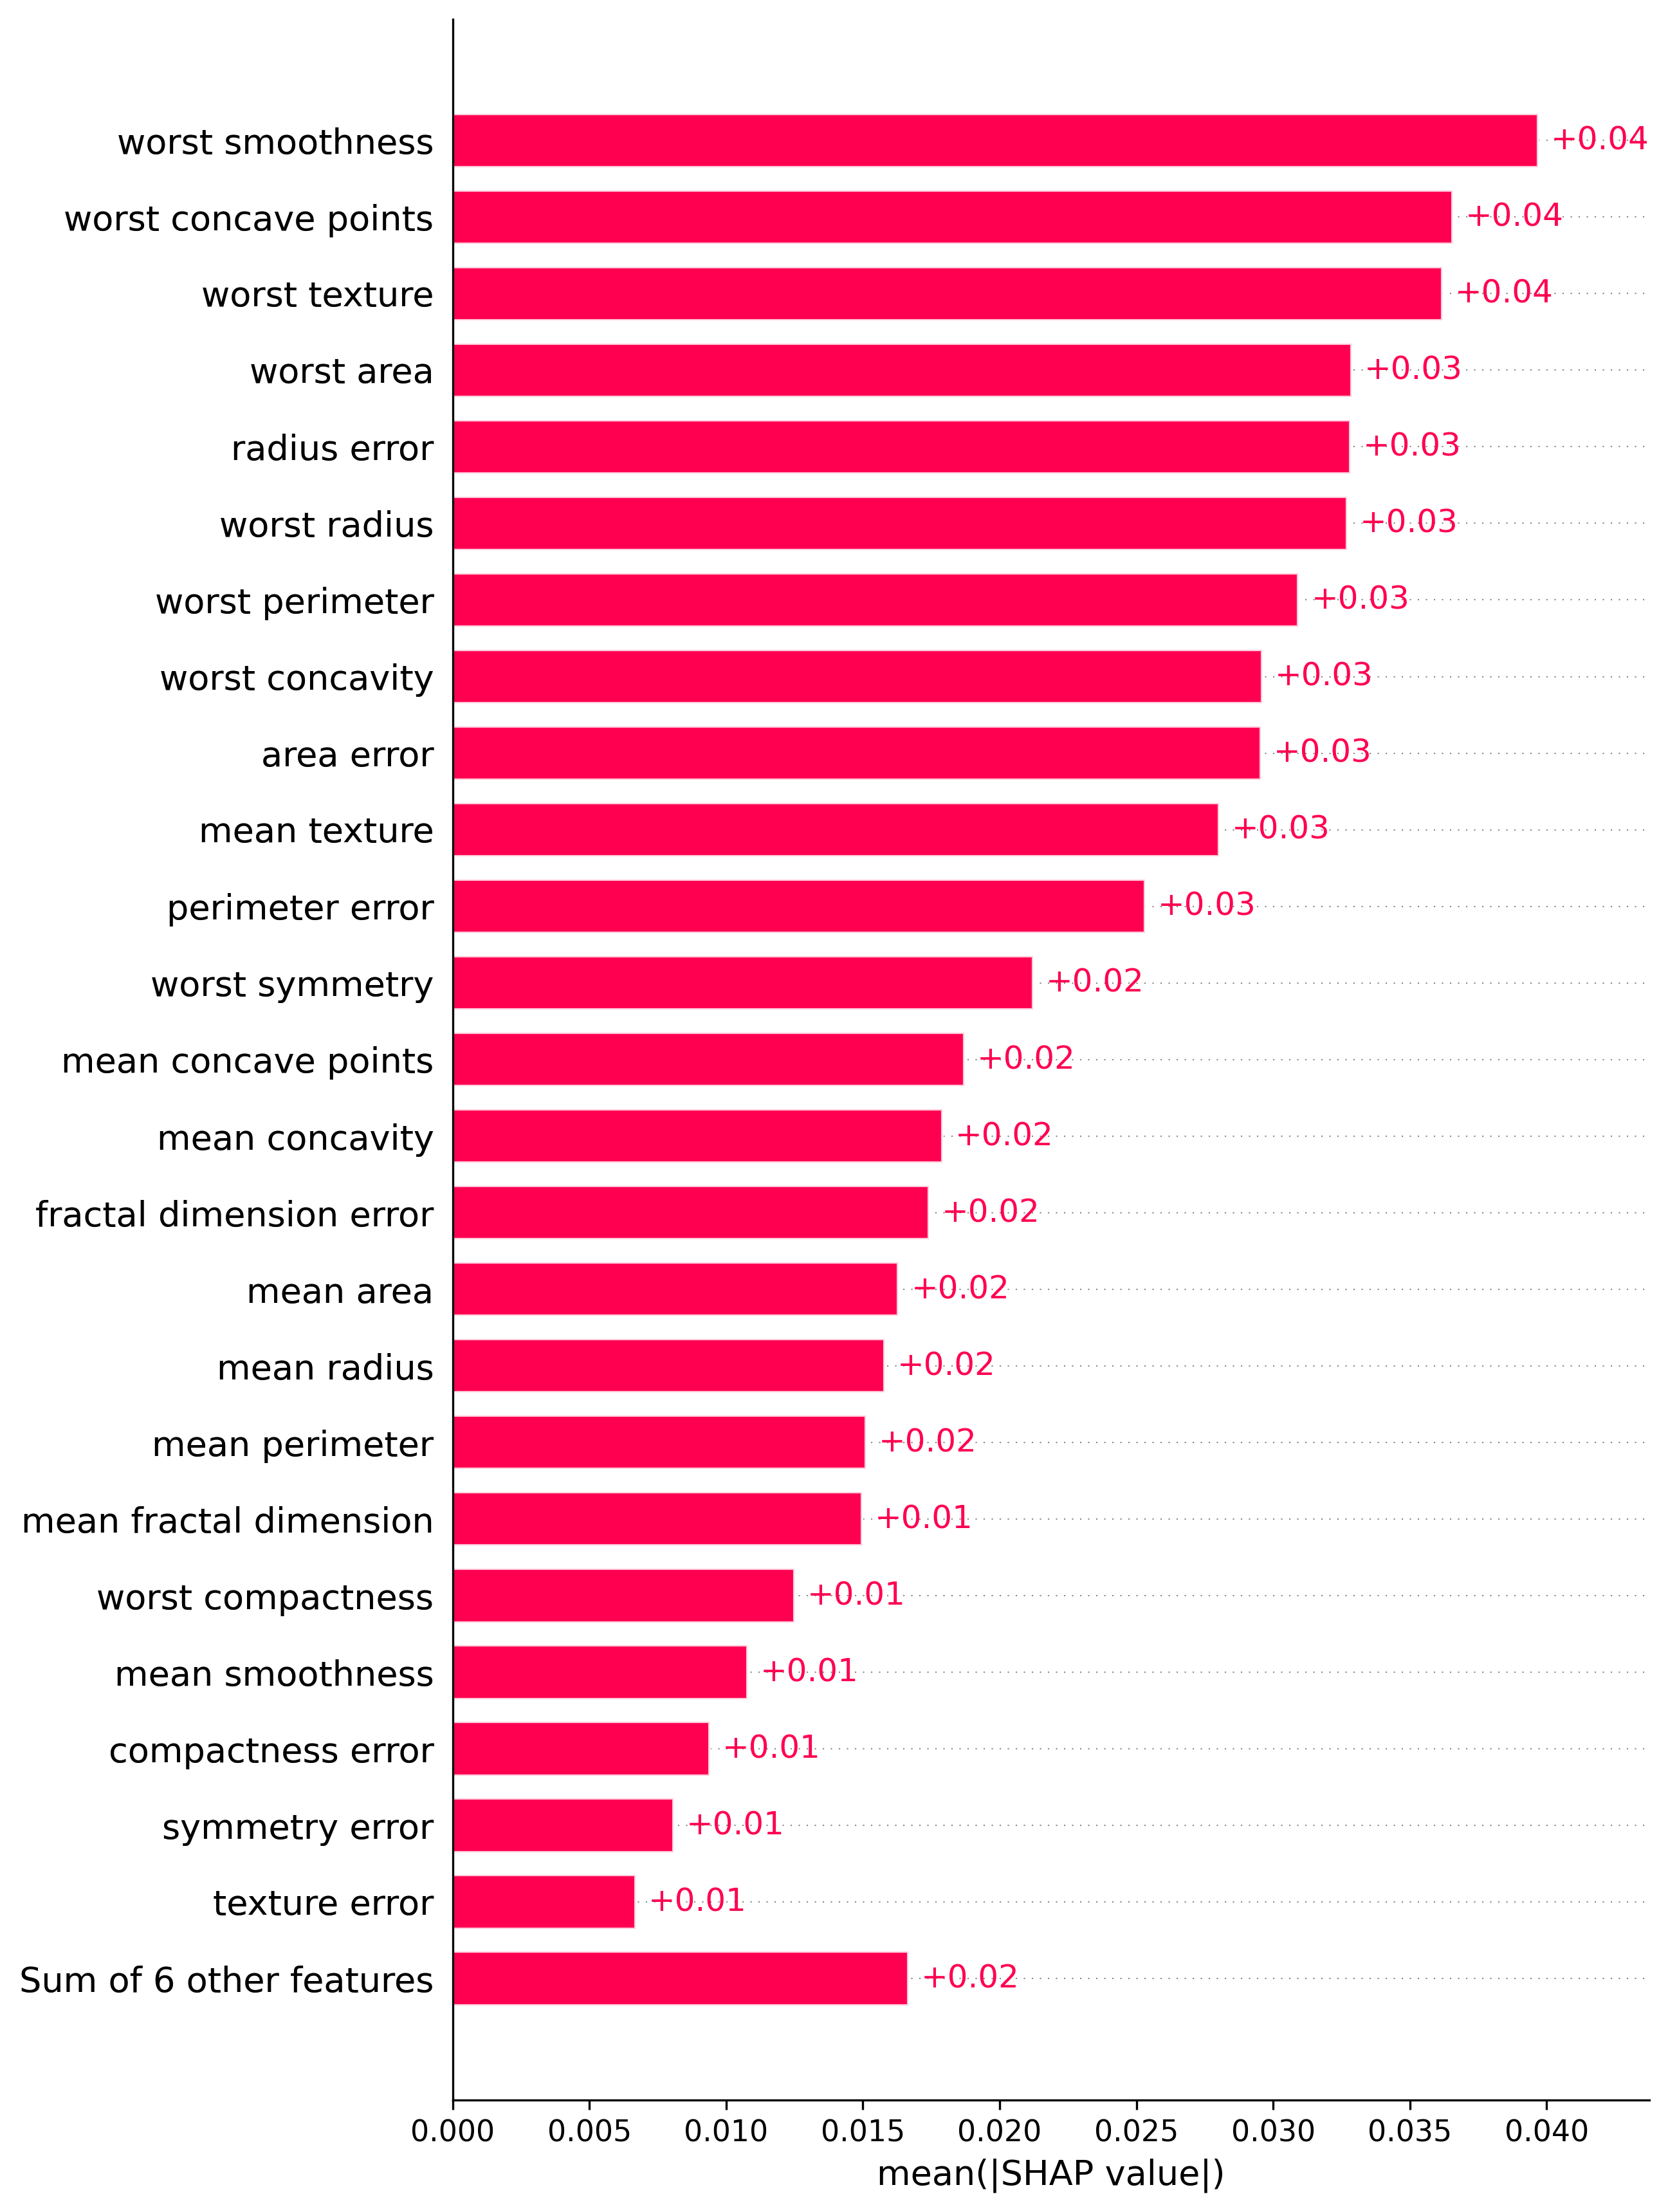 worst smoothness +0.04
worst concave points +0.04
worst texture +0.04
worst area +0.03
radius error +0.03
worst radius +0.03
worst perimeter +0.03
worst concavity +0.03
area error +0.03
mean texture +0.03
perimeter error +0.03
worst symmetry +0.02
mean concave points +0.02
mean concavity +0.02
fractal dimension error +0.02
mean area +0.02
mean radius +0.02
mean perimeter +0.02
mean fractal dimension +0.01
worst compactness +0.01
mean smoothness +0.01
compactness error +0.01
symmetry error +0.01
texture error +0.01
Sum of 6 other features +0.02
0.000 0.005 0.010 0.015 0.020 0.025 0.030 0.035 0.040
mean(|SHAP value|)